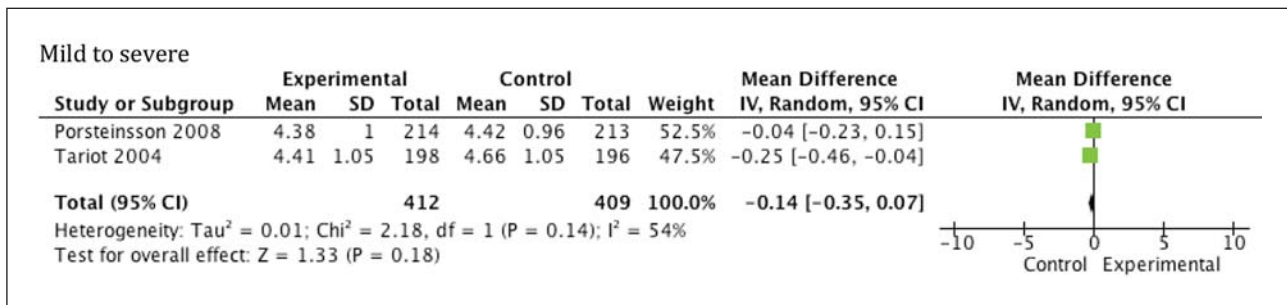 Mild to severe
Experimental Control Mean Difference Mean Difference
Study or Subgroup Mean SD Total Mean SD Total Weight IV, Random, 95% CI IV, Random, 95% CI
Porsteinsson 2008 4.38 1 214 4.42 0.96 213 52.5% -0.04 [-0.23, 0.15]
Tariot 2004 4.41 1.05 198 4.66 1.05 196 47.5% -0.25 [-0.46, -0.04]
Total (95% CI) 412 409 100.0% -0.14 [-0.35, 0.07]
Heterogeneity: Tau² = 0.01; Chi² = 2.18, df = 1 (P = 0.14); I² = 54%
Test for overall effect: Z = 1.33 (P = 0.18)
-10 -5 0 5 10
Control Experimental